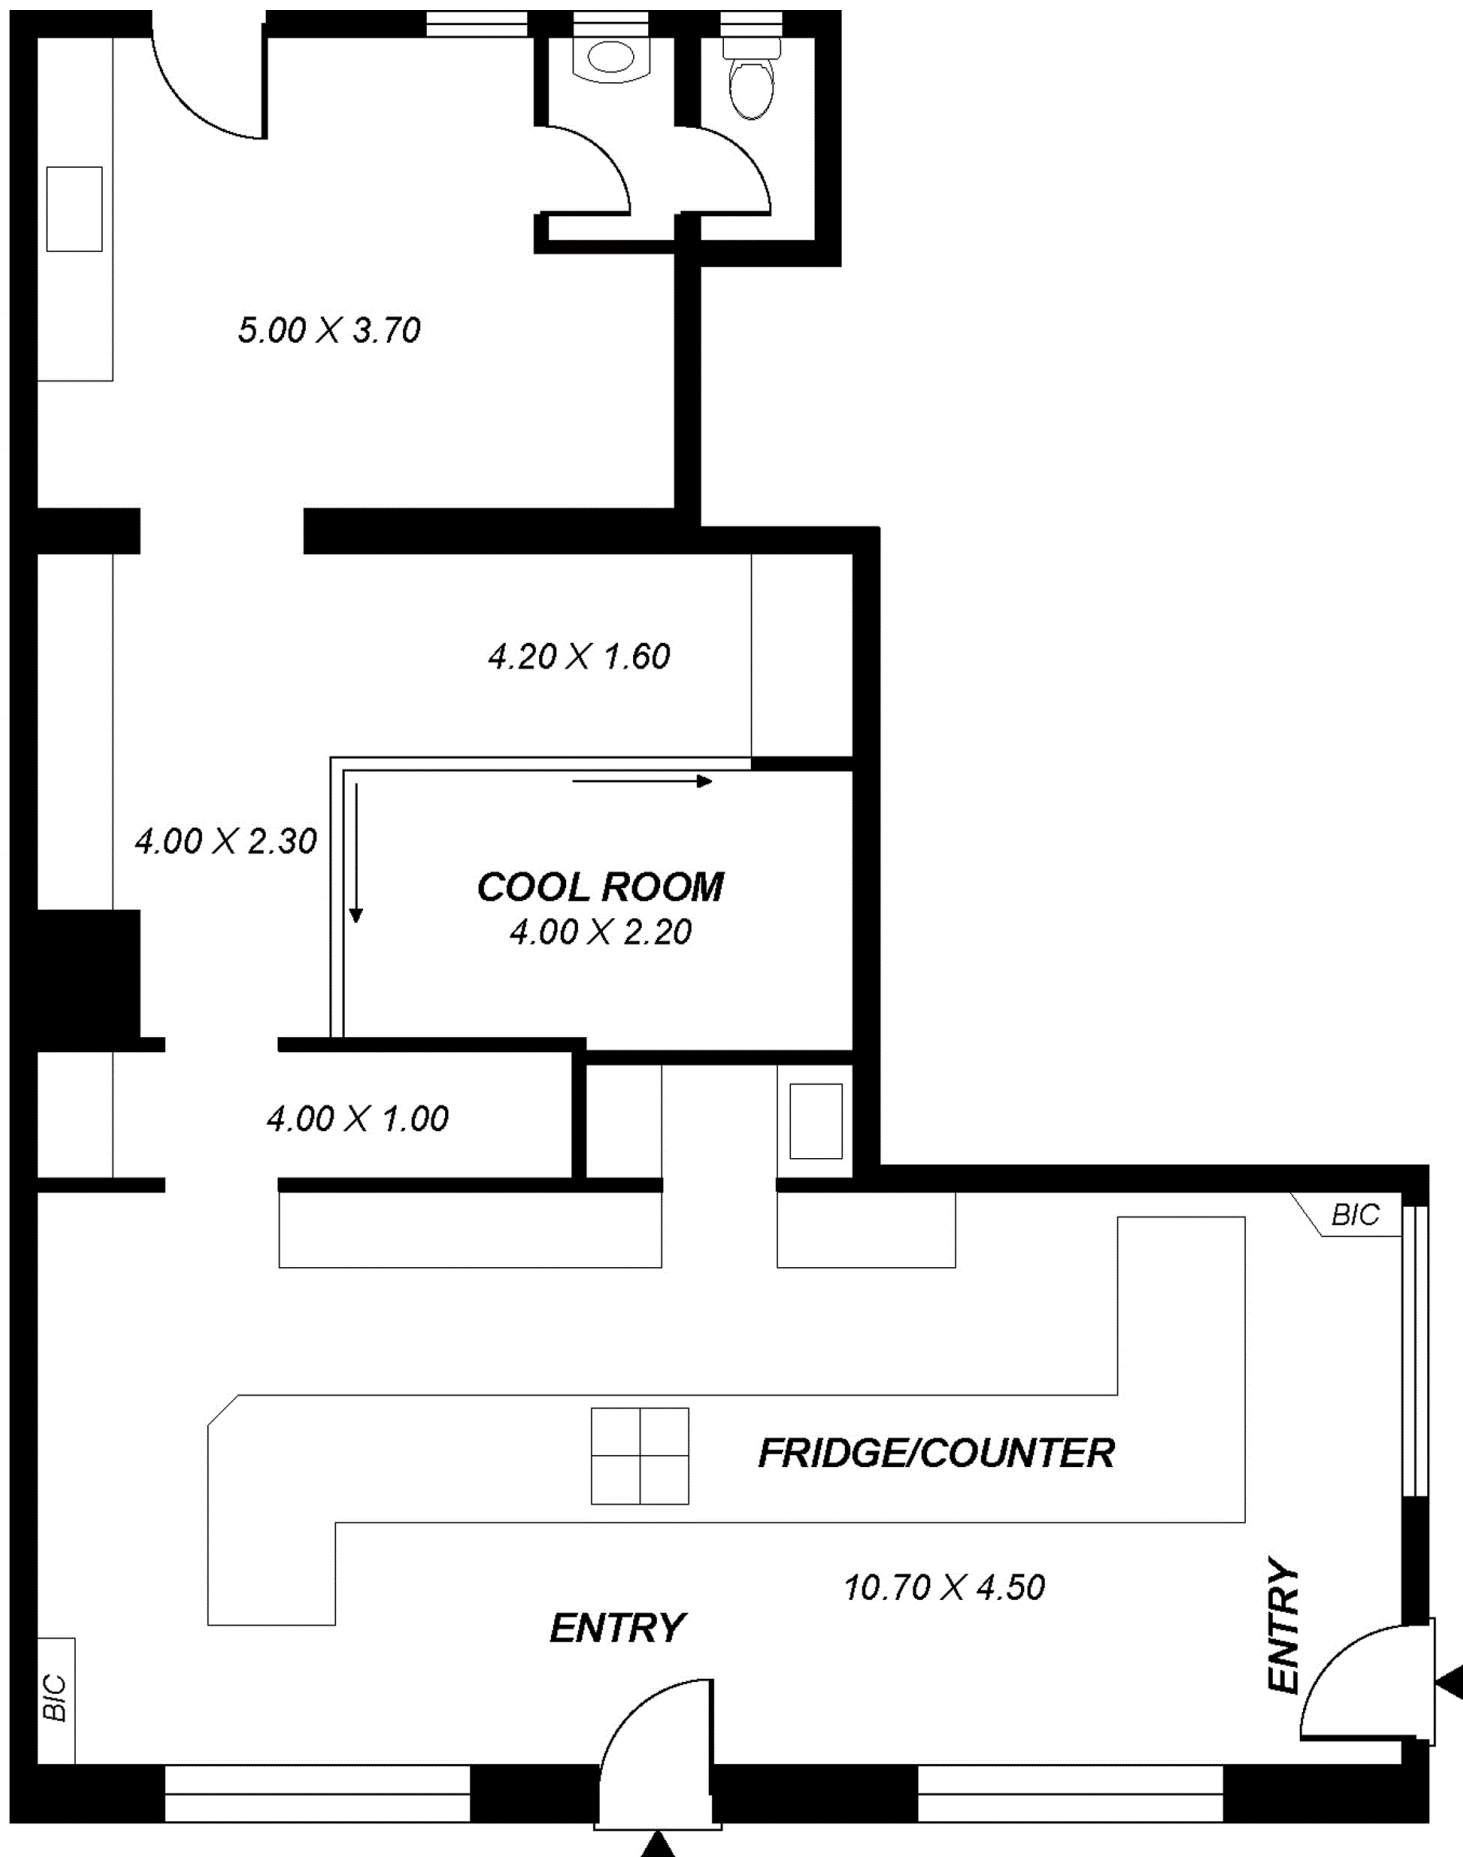 5.00 X 3.70
4.20 X 1.60
4.00 X 2.30
COOL ROOM
4.00 X 2.20
4.00 X 1.00
BIC
FRIDGE/COUNTER
10.70 X 4.50
ENTRY
ENTRY
BIC